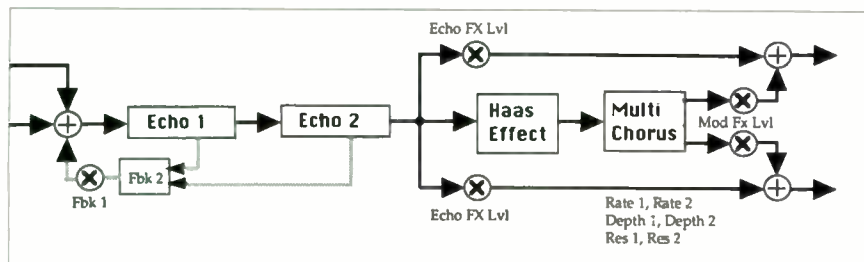 Echo FX Lvl
Echo 1
Echo 2
Haas
Effect
Multi
Chorus
Mod Fx Lvl
Fbk 2
Fbk 1
Echo FX Lvl
Rate 1, Rate 2
Depth 1, Depth 2
Res 1, Res 2